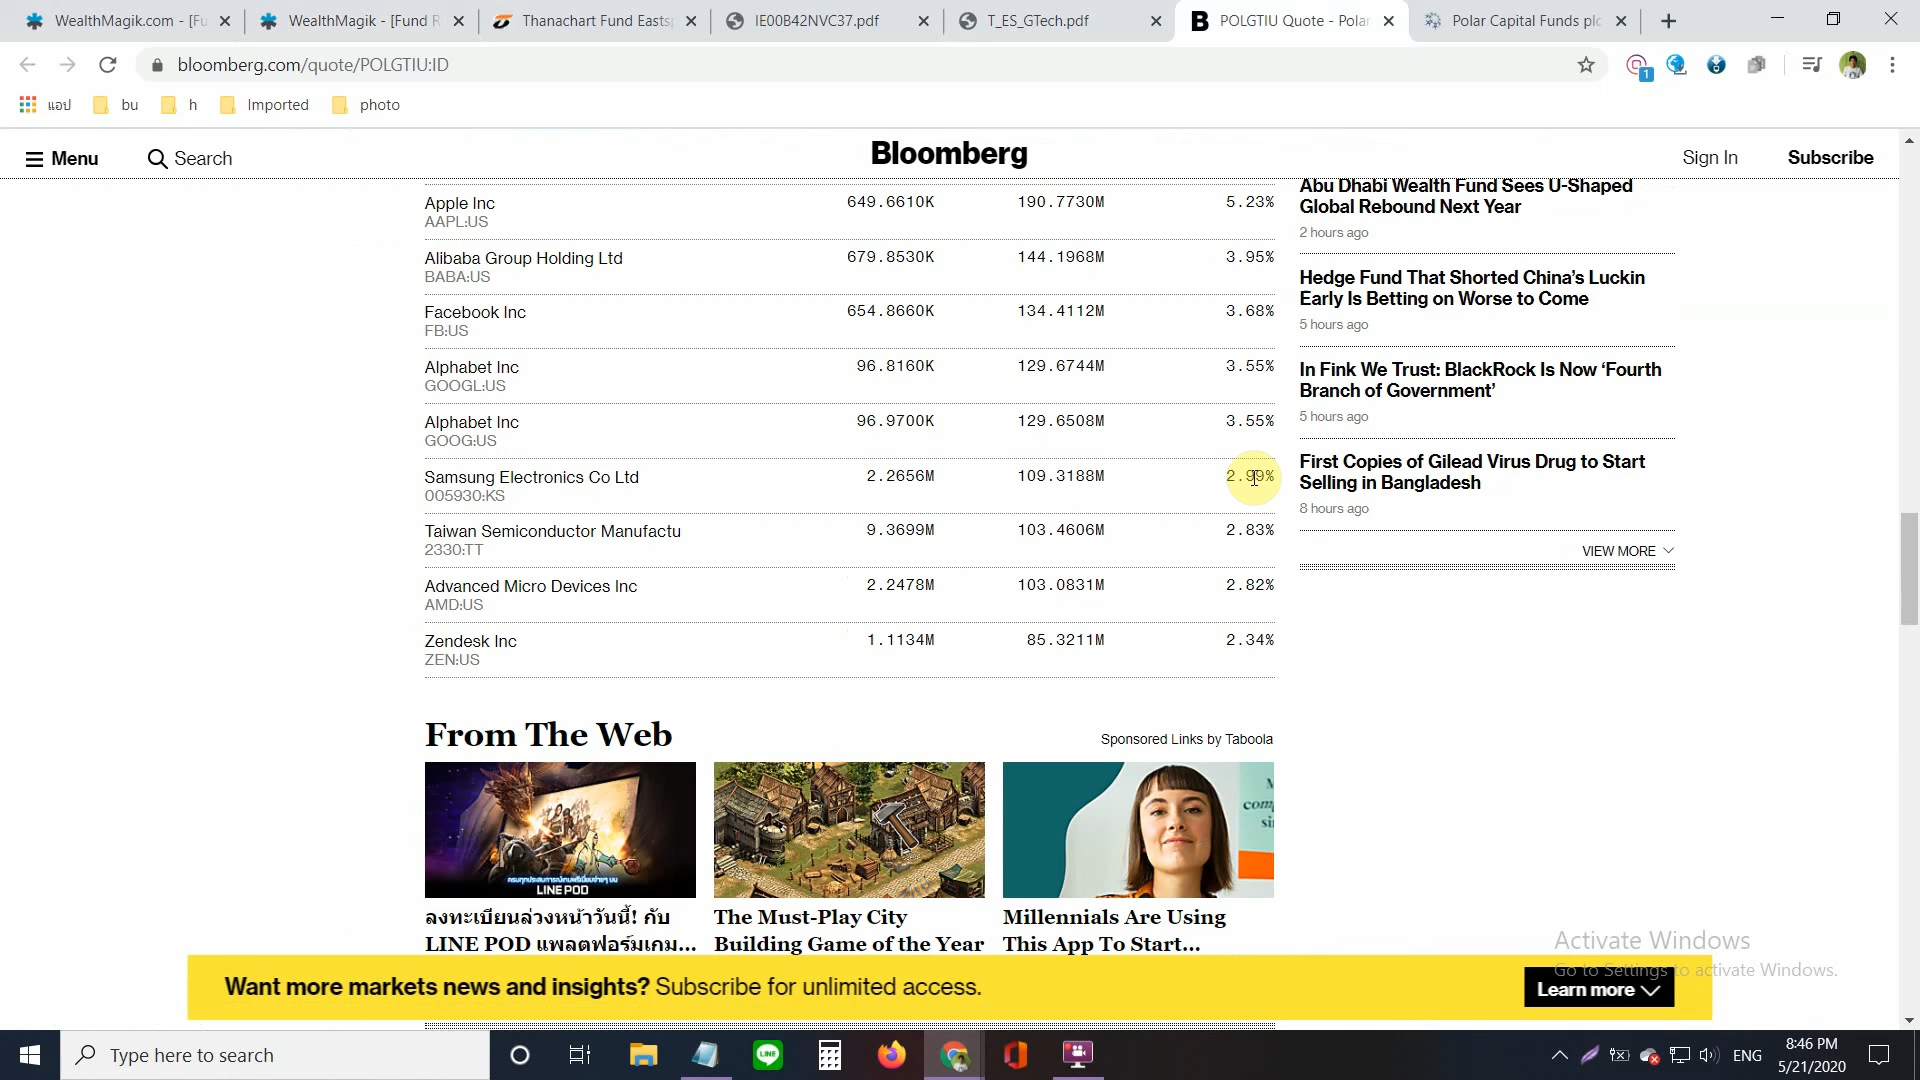 WealthMagik.com - [Fu
WealthMagik - [Fund R
Thanachart Fund Eastsp
IE00B42NVC37.pdf
T_ES_GTech.pdf
POLGTIU Quote - Polar
Polar Capital Funds plc
bloomberg.com/quote/POLGTIU:ID
1
แอป
bu
h
Imported
photo
Menu
Search
Bloomberg
Sign In
Subscribe
Apple Inc 649.6610K 190.7730M 5.23%
AAPL:US
Alibaba Group Holding Ltd 679.8530K 144.1968M 3.95%
BABA:US
Facebook Inc 654.8660K 134.4112M 3.68%
FB:US
Alphabet Inc 96.8160K 129.6744M 3.55%
GOOGL:US
Alphabet Inc 96.9700K 129.6508M 3.55%
GOOG:US
Samsung Electronics Co Ltd 2.2656M 109.3188M 2.99%
005930:KS
Taiwan Semiconductor Manufactu 9.3699M 103.4606M 2.83%
2330:TT
Advanced Micro Devices Inc 2.2478M 103.0831M 2.82%
AMD:US
Zendesk Inc 1.1134M 85.3211M 2.34%
ZEN:US
Abu Dhabi Wealth Fund Sees U-Shaped
Global Rebound Next Year
2 hours ago
Hedge Fund That Shorted China's Luckin
Early Is Betting on Worse to Come
5 hours ago
In Fink We Trust: BlackRock Is Now ‘Fourth
Branch of Government’
5 hours ago
First Copies of Gilead Virus Drug to Start
Selling in Bangladesh
8 hours ago
VIEW MORE
From The Web
Sponsored Links by Taboola
LINE POD
ลงทะเบียนล่วงหน้าวันนี้! กับ
LINE POD แพลตฟอร์มเกม...
The Must-Play City
Building Game of the Year
Millennials Are Using
This App To Start...
Want more markets news and insights? Subscribe for unlimited access.
Learn more
Activate Windows
Go to Settings to activate Windows.
Type here to search
LINE
ENG
8:46 PM
5/21/2020